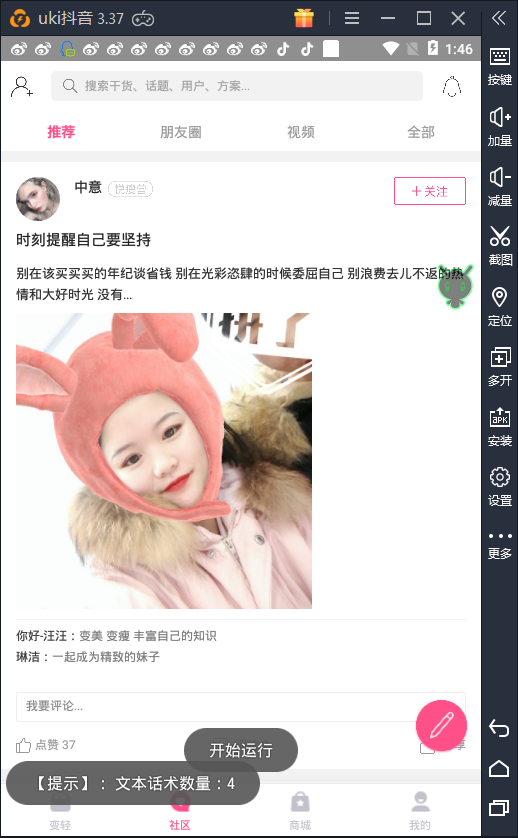 uki抖音 3.37
1:46
按键
加量
减量
截图
定位
多开
APK
安装
设置
更多
搜索干货、话题、用户、方案...
推荐 朋友圈 视频 全部
中意 悦瘦营
+关注
时刻提醒自己要坚持
别在该买买买的年纪谈省钱 别在光彩恣肆的时候委屈自己 别浪费去儿不返的热
情和大好时光 没有...
你好-汪汪：变美 变瘦 丰富自己的知识
琳洁：一起成为精致的妹子
我要评论...
点赞 37
开始运行
【提示】：文本话术数量：4
变轻 社区 商城 我的